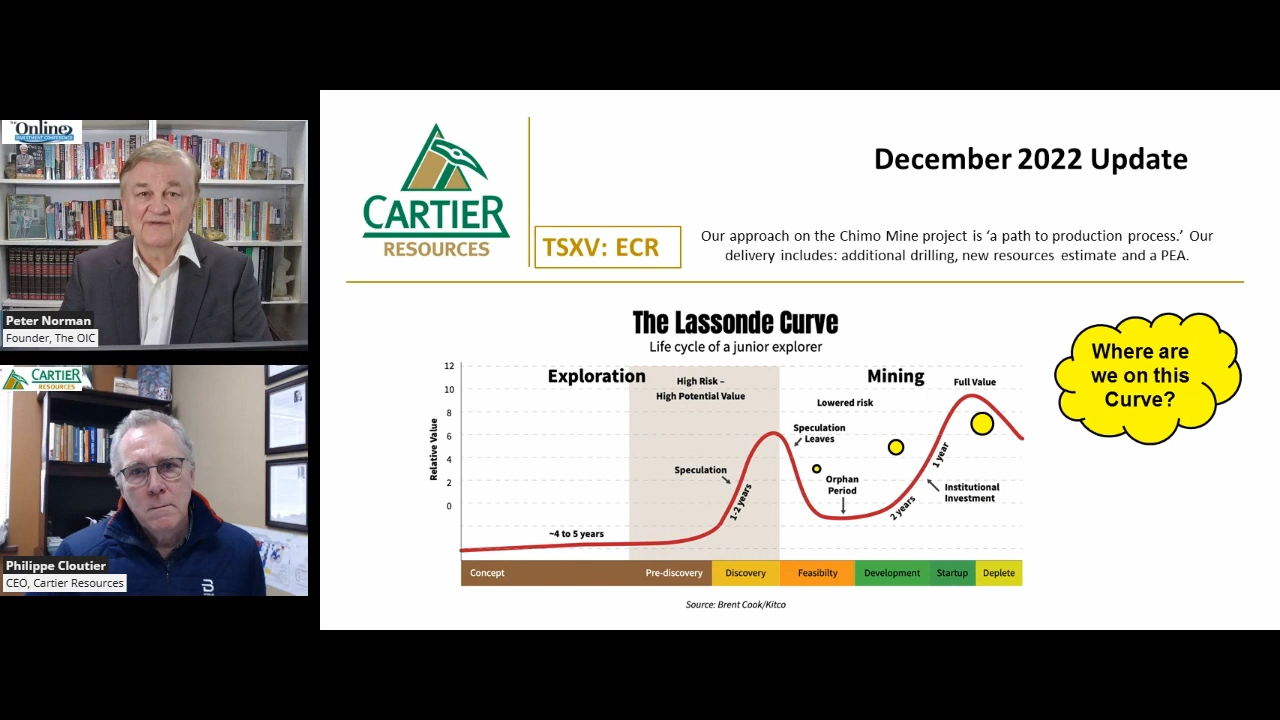 Online
INVESTMENT CONFERENCE
Peter Norman
Founder, The OIC
CARTIER
RESOURCES
Philippe Cloutier
CEO, Cartier Resources
CARTIER
RESOURCES
TSXV: ECR
December 2022 Update
Our approach on the Chimo Mine project is ‘a path to production process.’ Our
delivery includes: additional drilling, new resources estimate and a PEA.
The Lassonde Curve
Life cycle of a junior explorer
Relative Value
12
10
8
6
4
2
0
Exploration
High Risk –
High Potential Value
Mining
Lowered risk
Full Value
Speculation
Leaves
Speculation
1-2 years
Orphan
Period
2 years
1 year
Institutional
Investment
~4 to 5 years
Concept
Pre-discovery
Discovery
Feasibilty
Development
Startup
Deplete
Source: Brent Cook/Kitco
Where are
we on this
Curve?